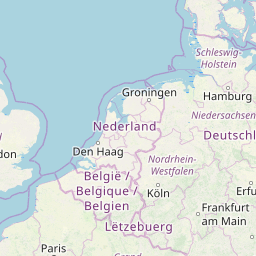 Schleswig-
Holstein
Groningen
Hamburg
Niedersachsen
Nederland
Deutschl
don
Den Haag
Nordrhein-
Westfalen
België /
Belgique /
Belgien
Köln
Erfu
Frankfurt
am Main
Lëtzebuerg
Paris